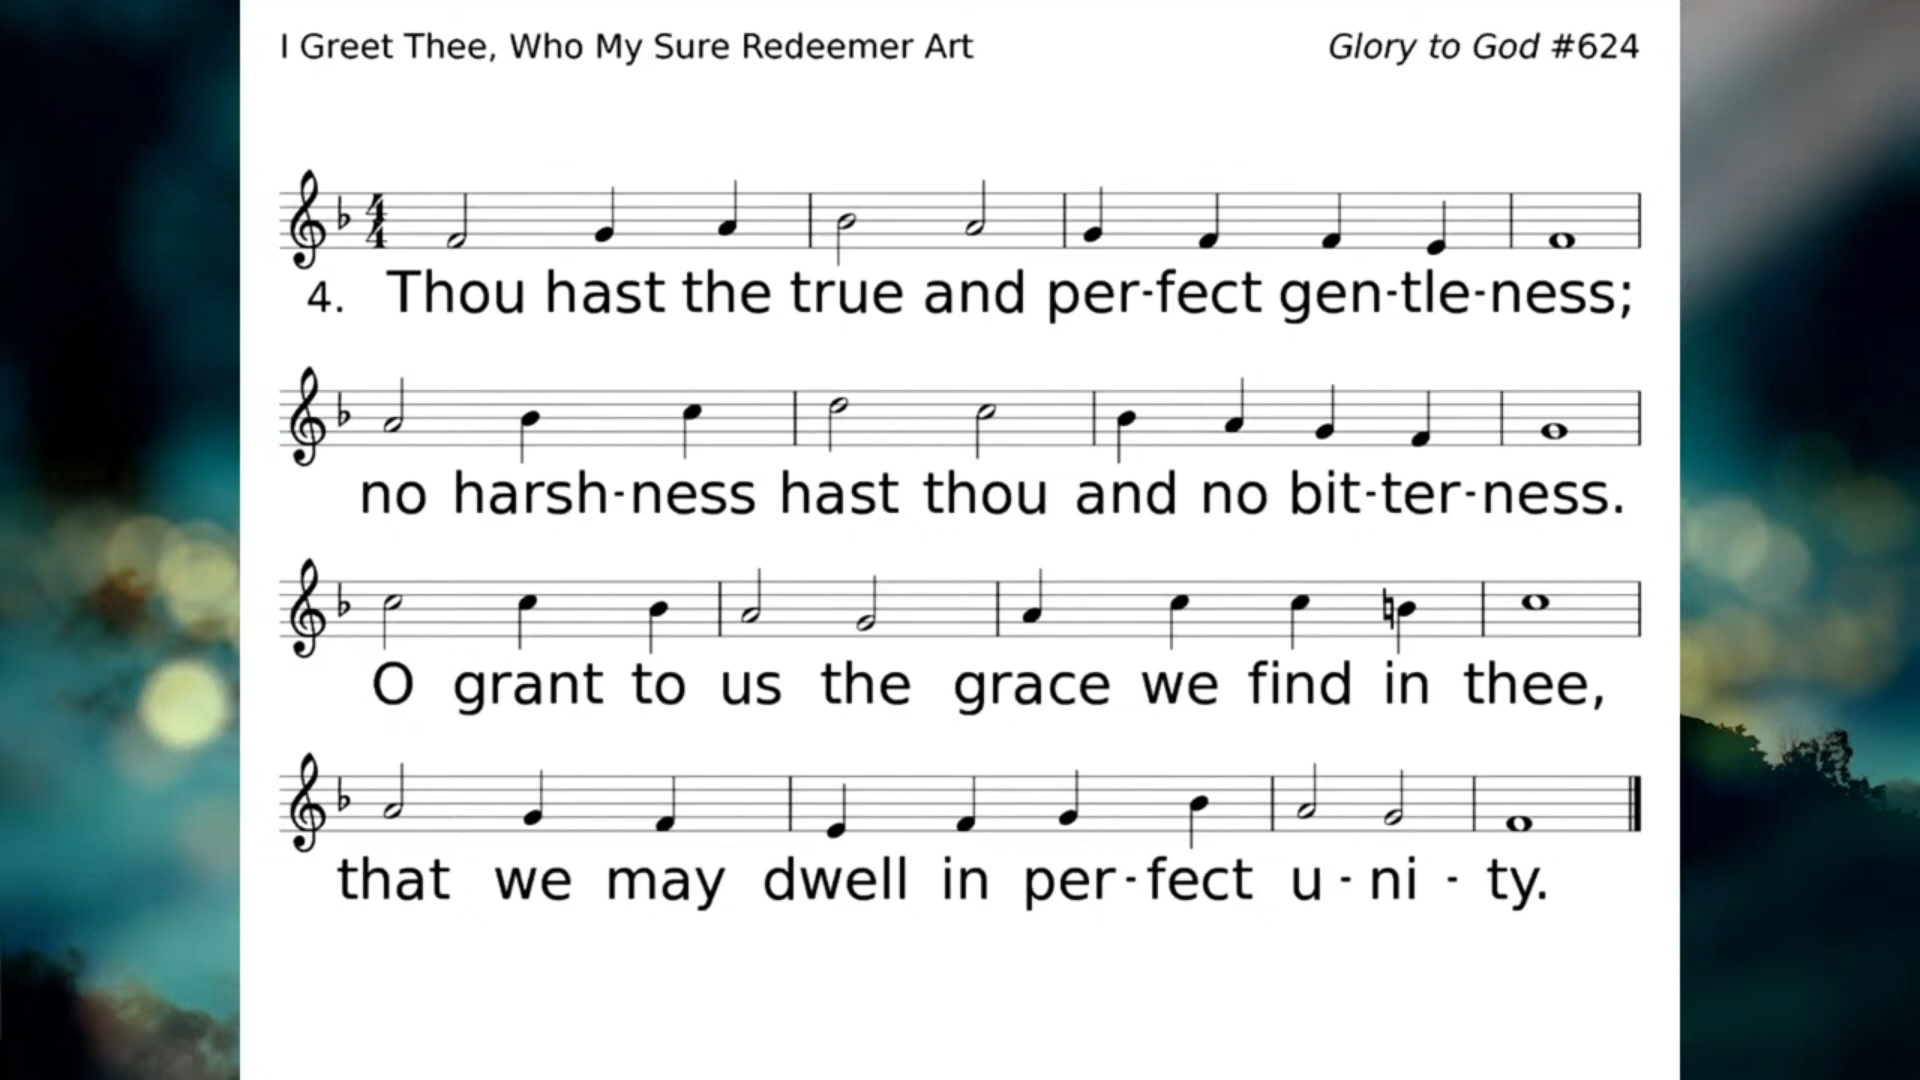 I Greet Thee, Who My Sure Redeemer Art
Glory to God #624
4. Thou hast the true and per-fect gen-tle-ness;
no harsh-ness hast thou and no bit-ter-ness.
O grant to us the grace we find in thee,
that we may dwell in per-fect u-ni-ty.